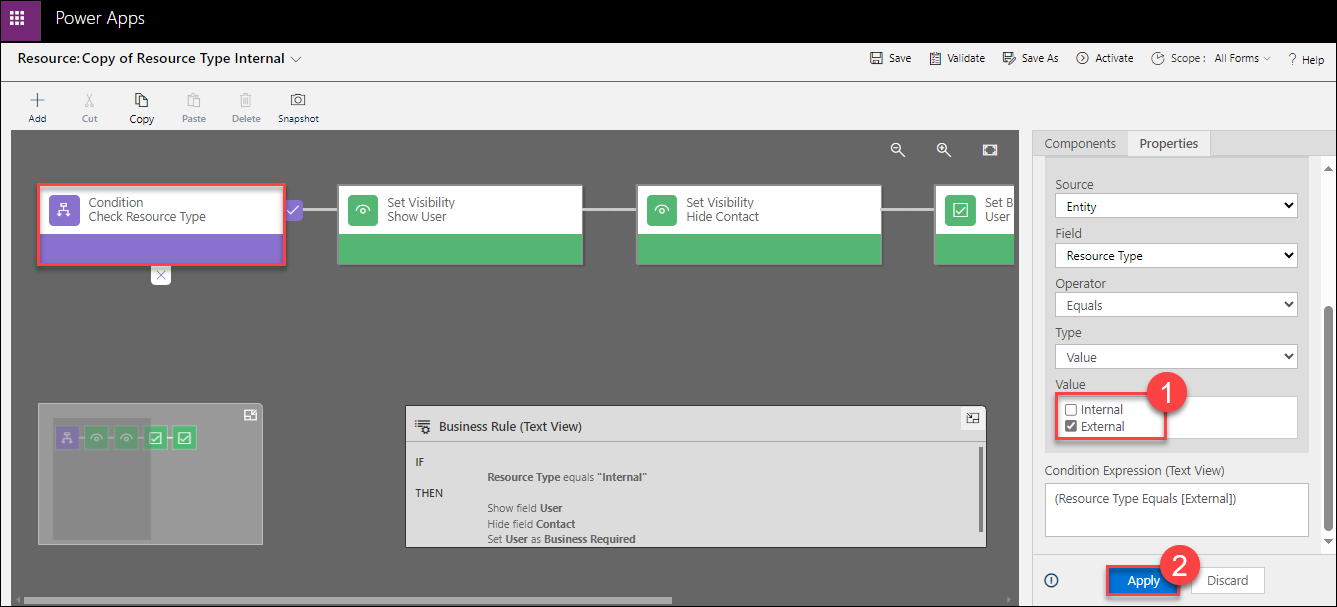 Power Apps
Resource: Copy of Resource Type Internal
Save
Validate
Save As
Activate
Scope :
All Forms
? Help
Add
Cut
Copy
Paste
Delete
Snapshot
Components
Properties
Condition
Check Resource Type
Set Visibility
Show User
Set Visibility
Hide Contact
Set B
User
Source
Entity
Field
Resource Type
Operator
Equals
Type
Value
Value
1
Internal
External
Business Rule (Text View)
IF
Resource Type equals "Internal"
THEN
Show field User
Hide field Contact
Set User as Business Required
Condition Expression (Text View)
(Resource Type Equals [External])
2
Apply
Discard